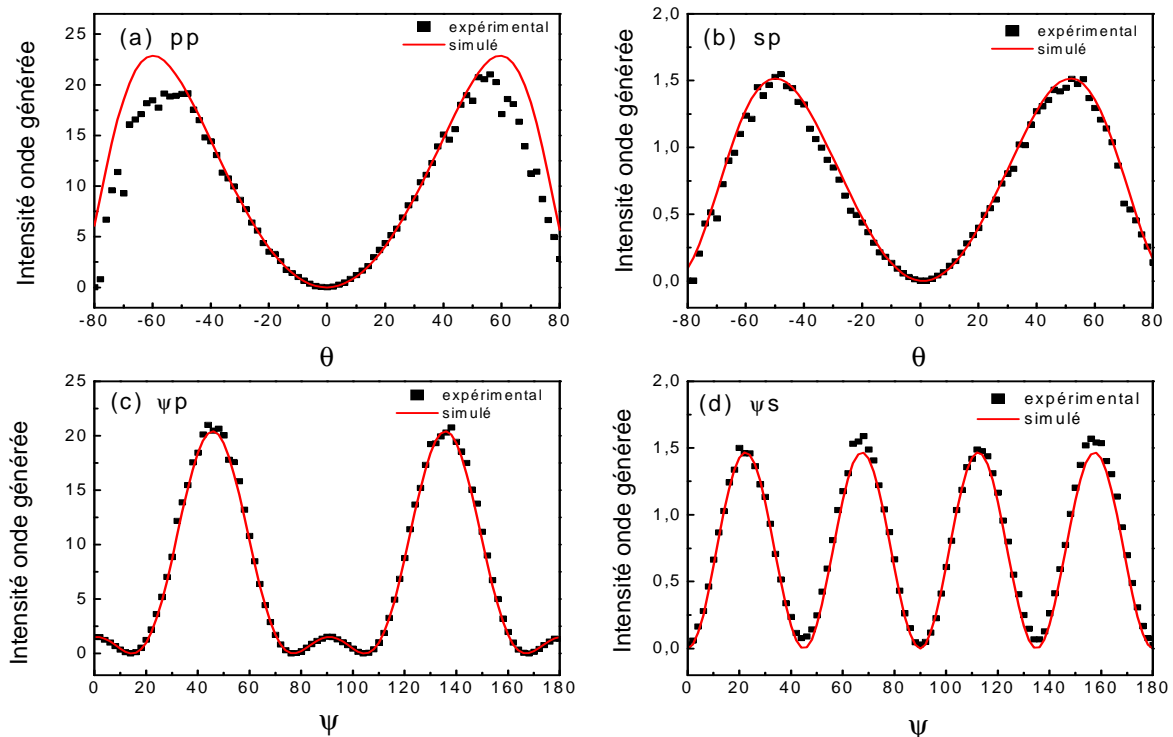 (a) pp
expérimental
simulé
Intensité onde générée
25
20
15
10
5
0
-80 -60 -40 -20 0 20 40 60 80
θ
(b) sp
expérimental
simulé
Intensité onde générée
2,0
1,5
1,0
0,5
0,0
-80 -60 -40 -20 0 20 40 60 80
θ
(c) ψp
expérimental
simulé
Intensité onde générée
25
20
15
10
5
0
0 20 40 60 80 100 120 140 160 180
ψ
(d) ψs
expérimental
simulé
Intensité onde générée
2,0
1,5
1,0
0,5
0,0
0 20 40 60 80 100 120 140 160 180
ψ